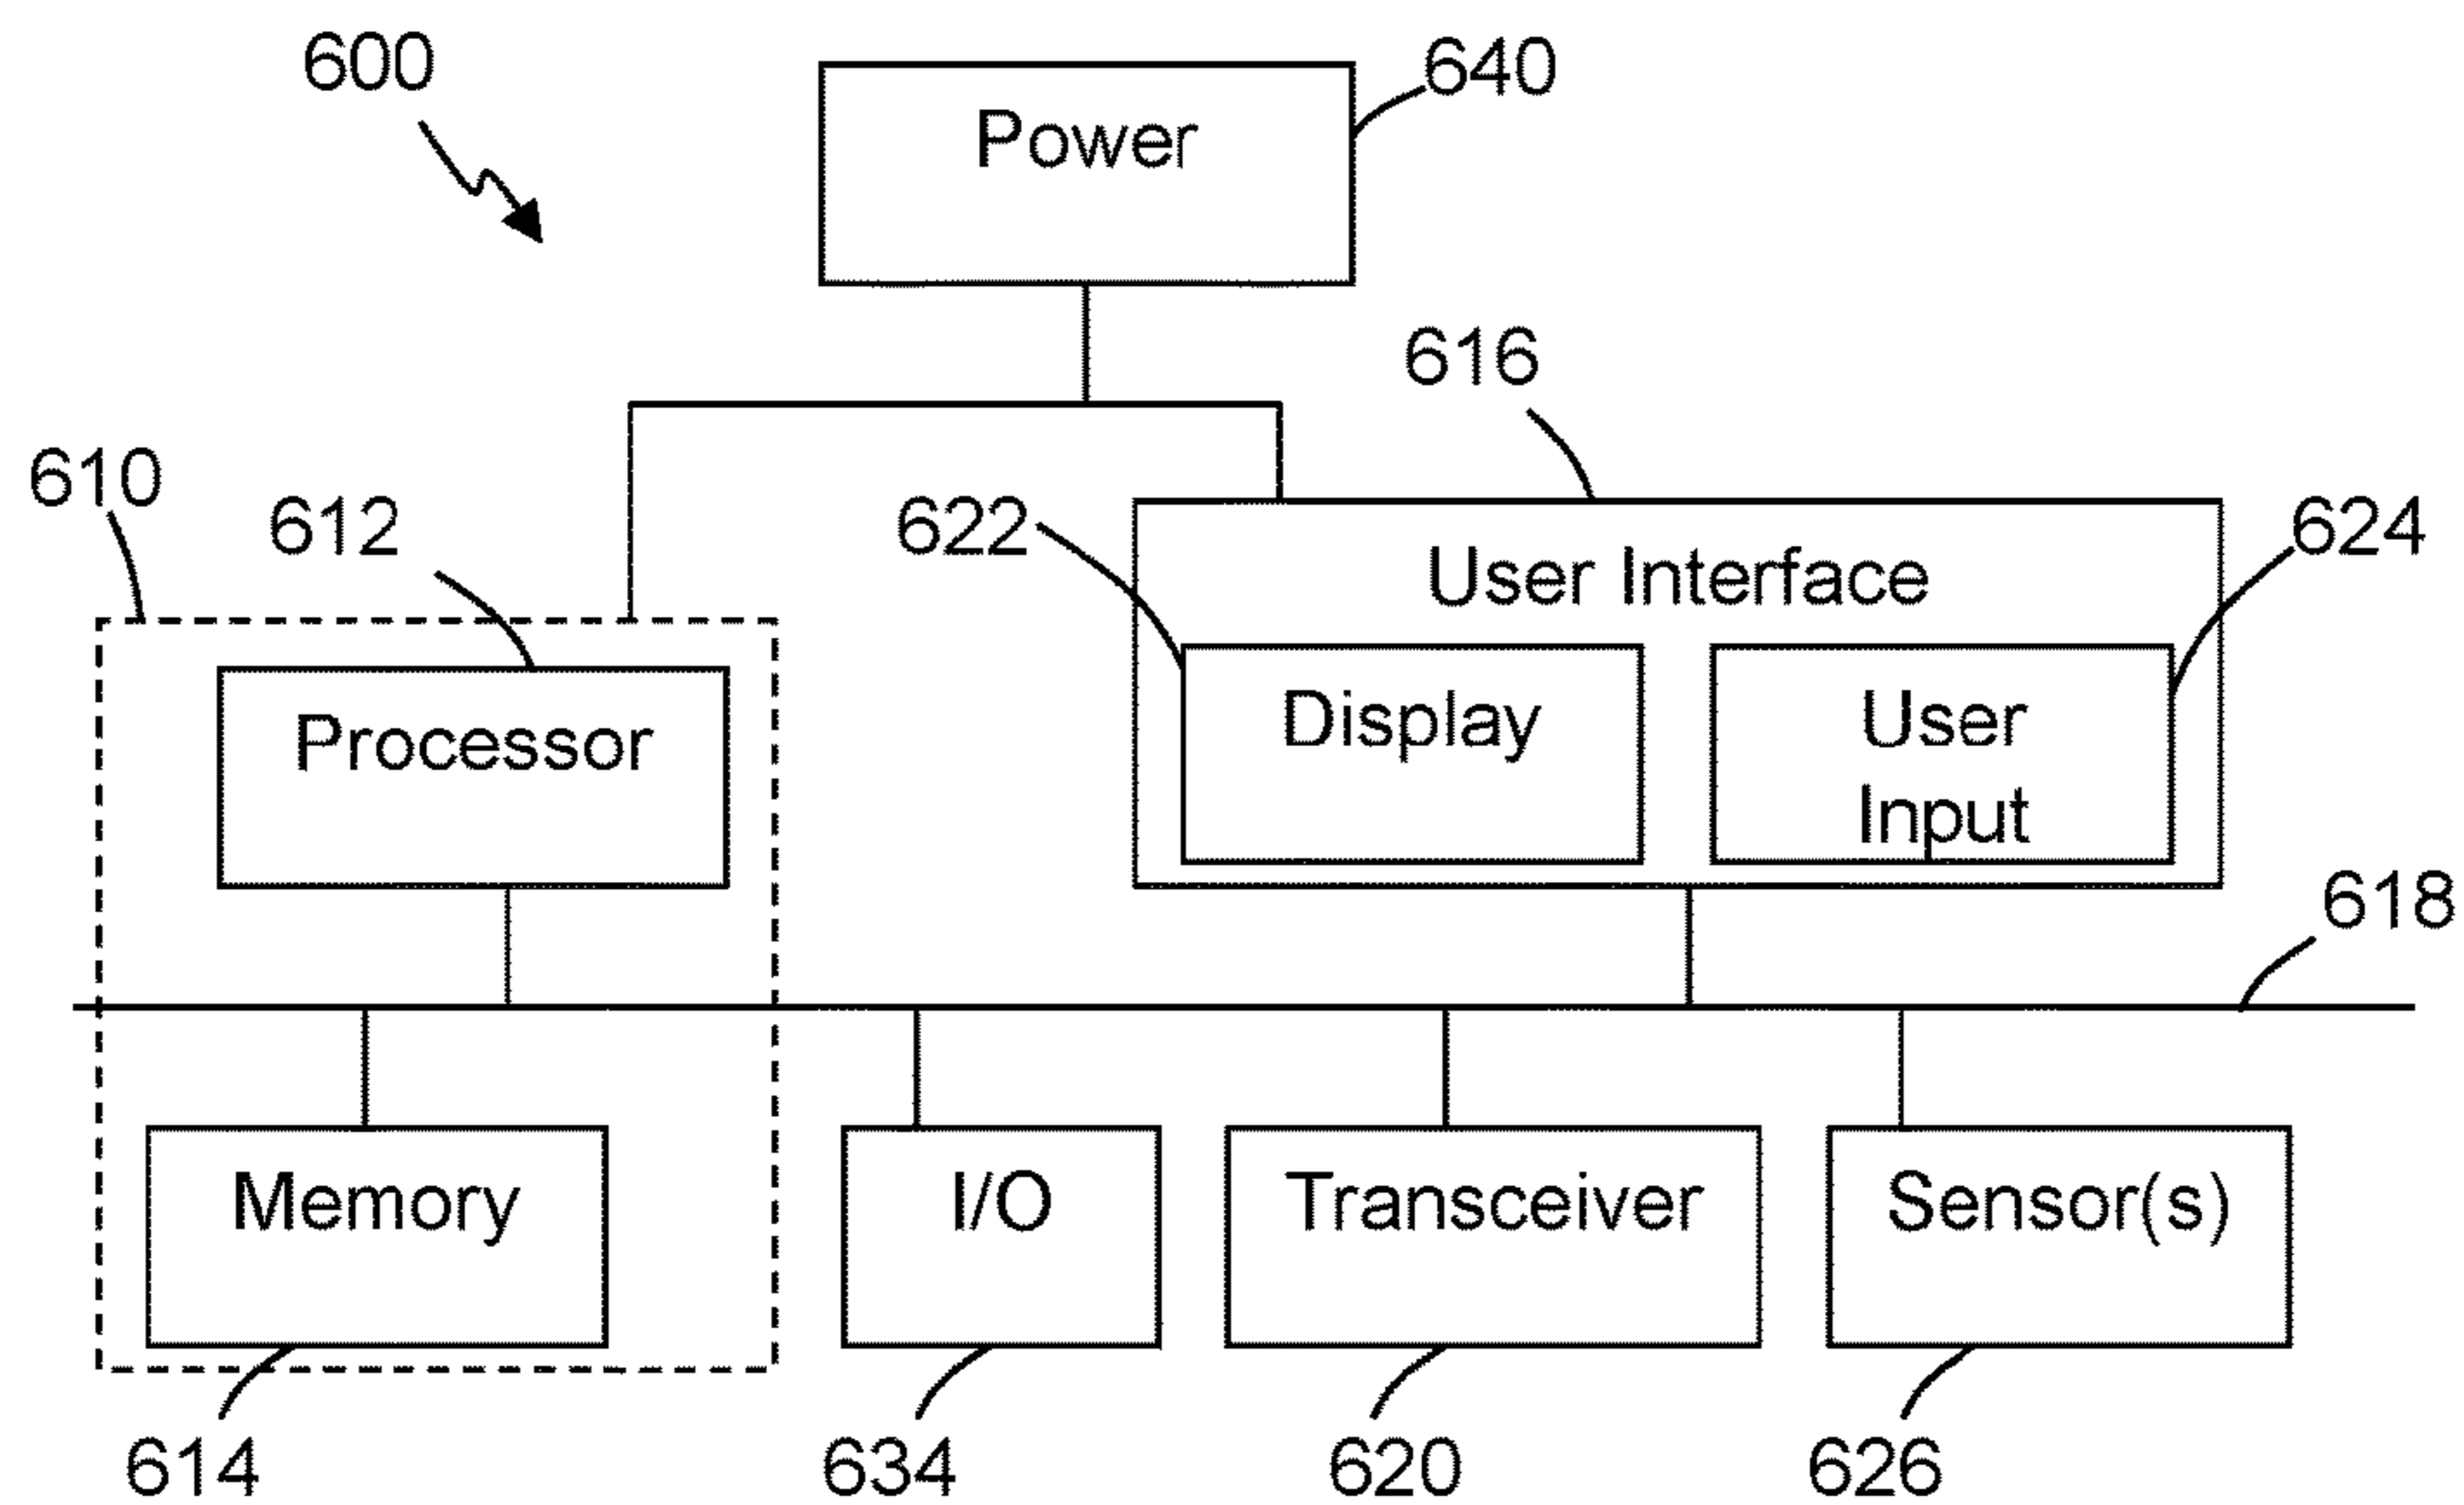 600
640
Power
616
610
612
622
624
User Interface
Processor
Display
User
Input
618
Memory
I/O
Transceiver
Sensor(s)
614
634
620
626